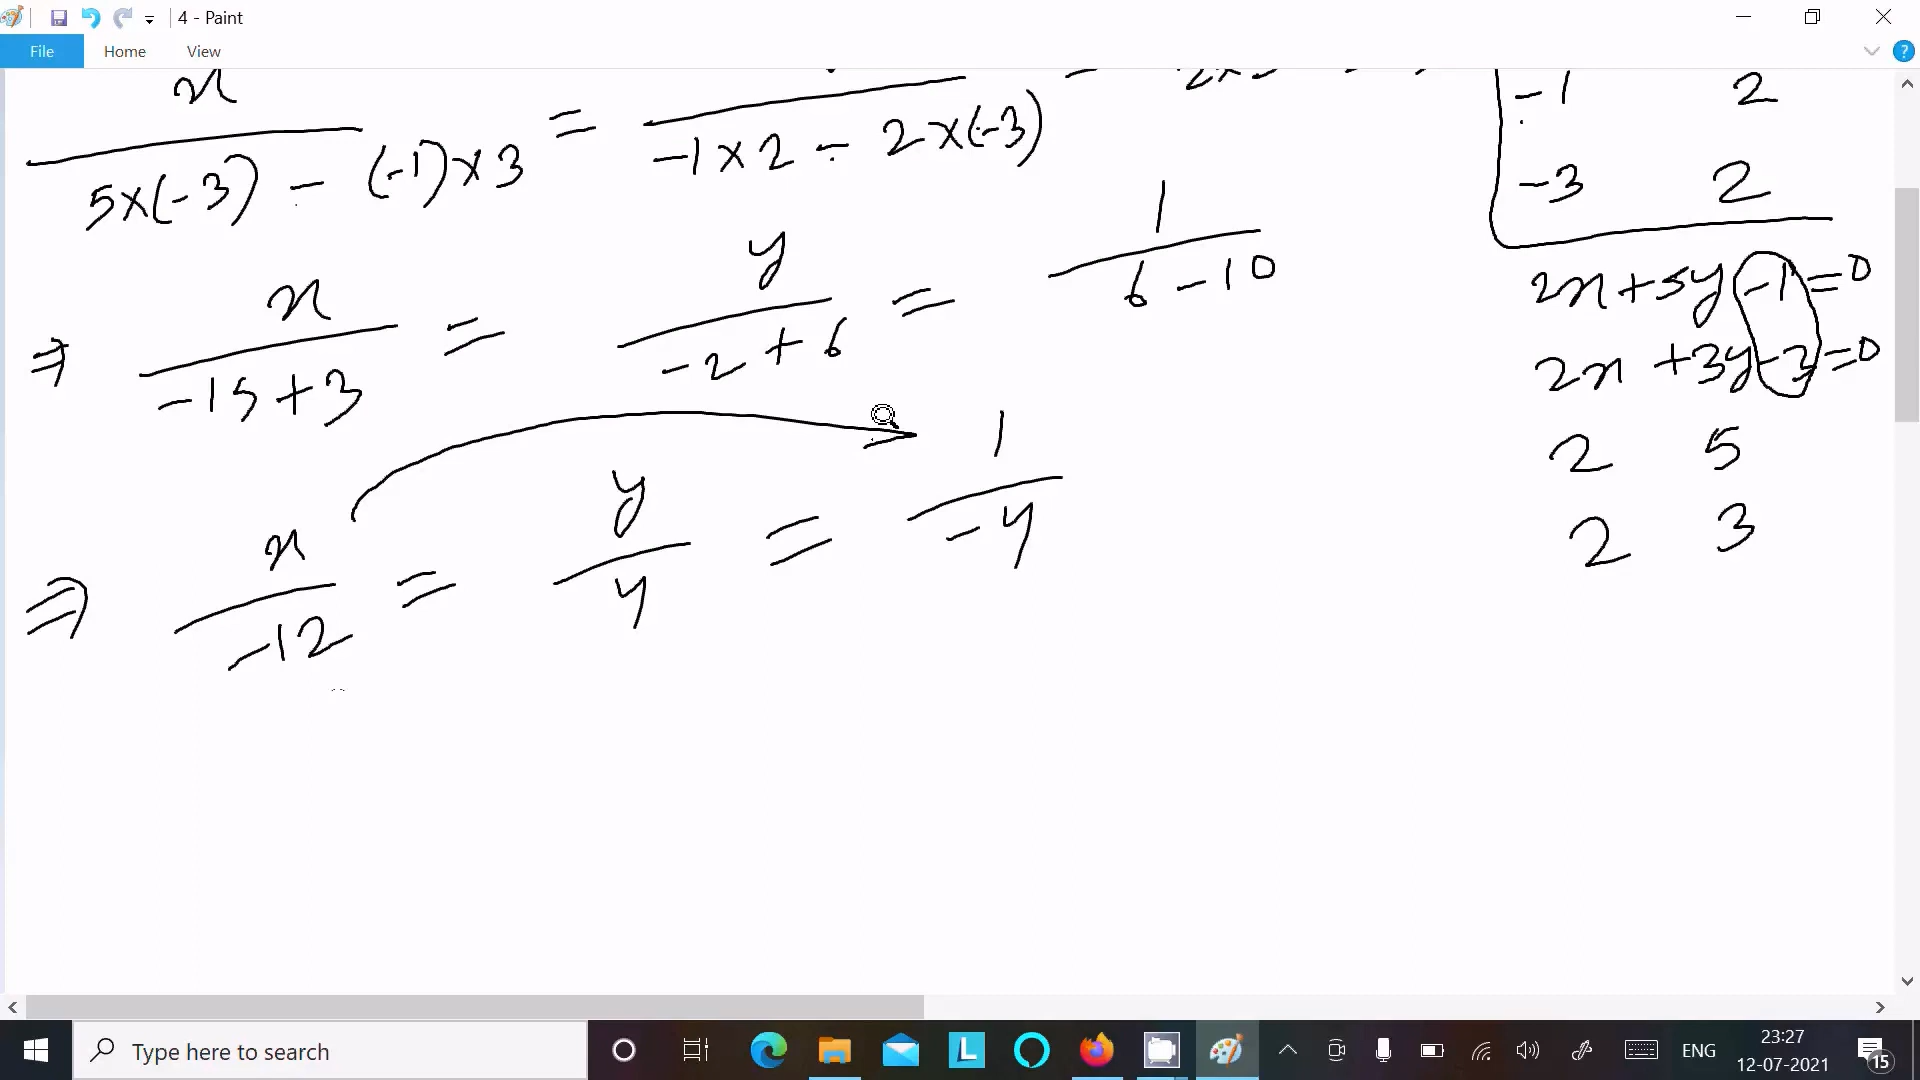 4 - Paint
File Home View
x
5×(-3) - (-1)×3 = -1×2 - 2×(-3)
-1 2
-3 2
⇒ x/(-15+3) = y/(-2+6) = 1/(6-10)
2x+5y-1=0
2x+3y-3=0
2 5
2 3
⇒ x/(-12) = y/4 = 1/(-4)
Type here to search
ENG
23:27
12-07-2021
15